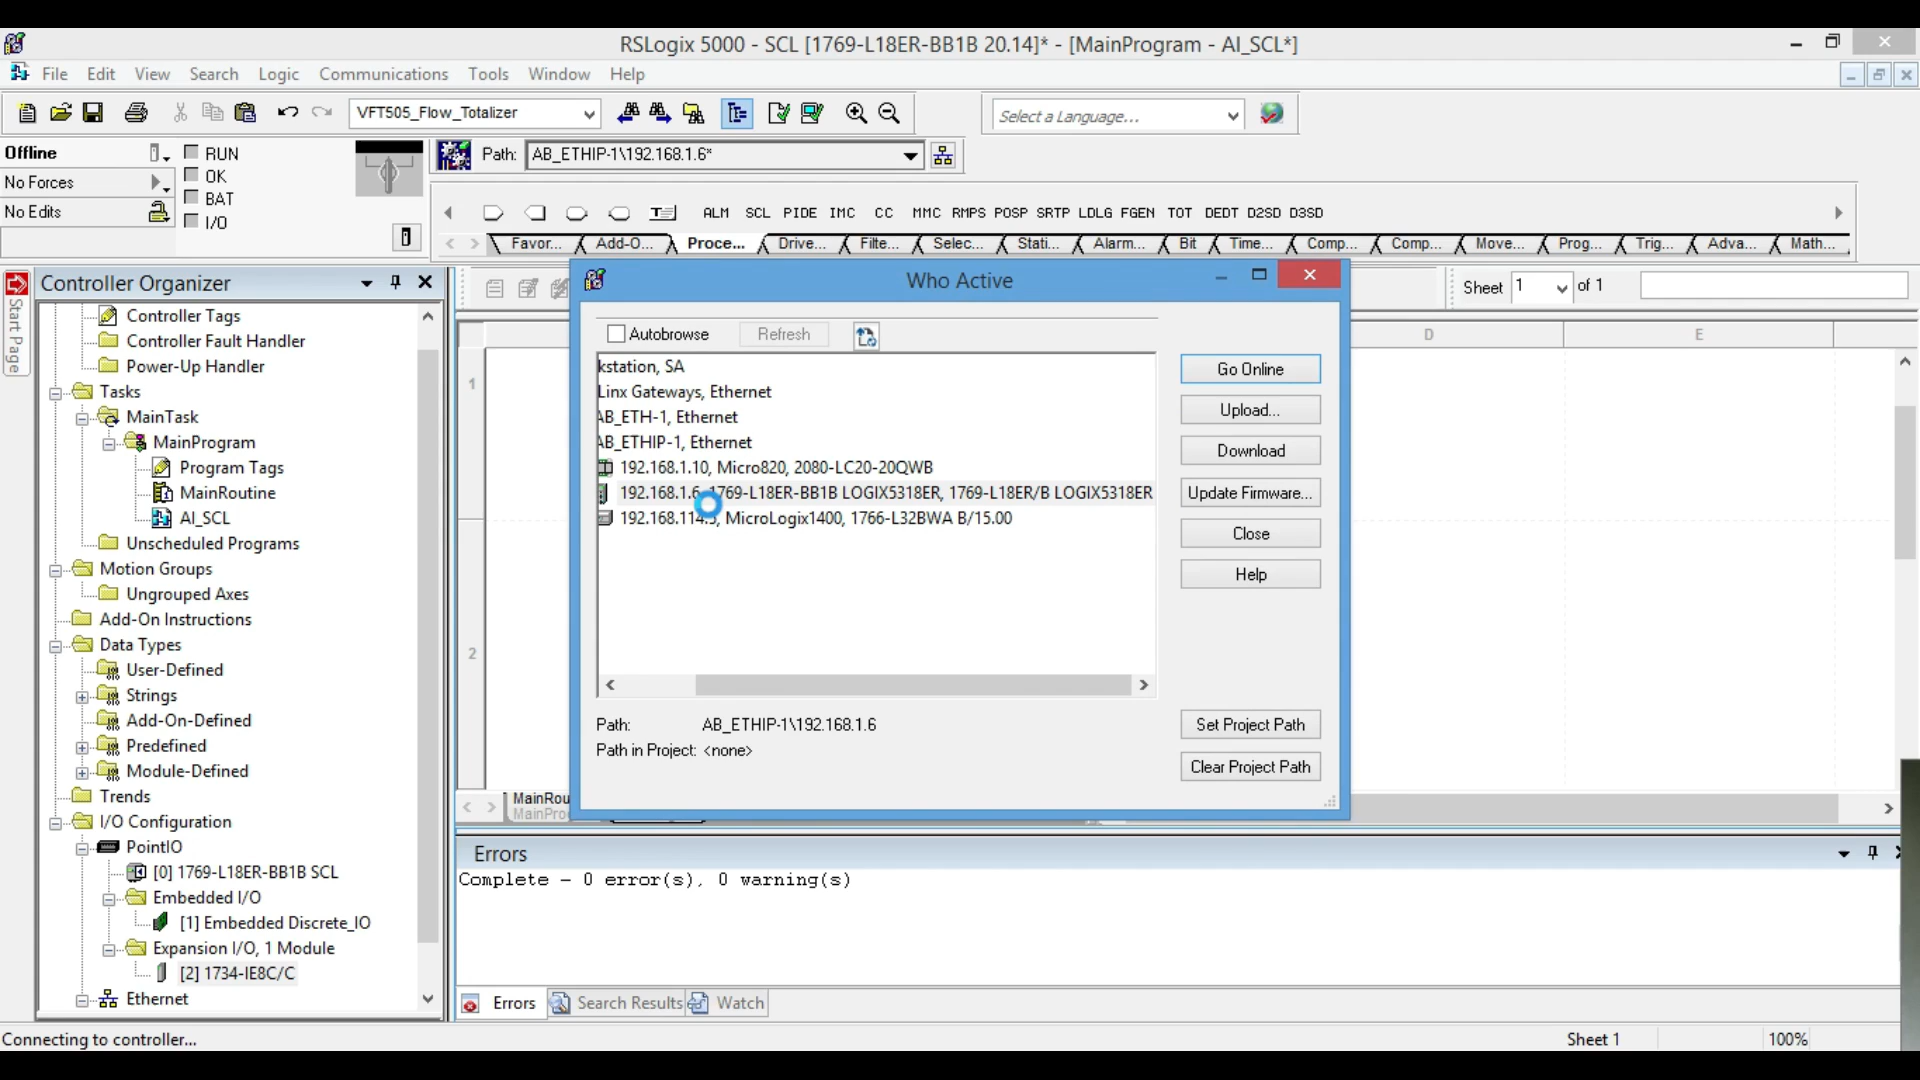 RSLogix 5000 - SCL [1769-L18ER-BB1B 20.14]* - [MainProgram - AI_SCL*]
File Edit View Search Logic Communications Tools Window Help
VFT505_Flow_Totalizer
Select a Language...
Offline
RUN
Path: AB_ETHIP-1\192.168.1.6*
No Forces
OK
BAT
No Edits
I/O
ALM SCL PIDE IMC CC MMC RMPS POSP SRTP LDLG FGEN TOT DEDT D2SD D3SD
Favor... Add-O... Proce... Drive... Filte... Selec... Stati... Alarm... Bit Time... Comp... Comp... Move... Prog... Trig... Adva... Math...
Start Page
Controller Organizer
Controller Tags
Controller Fault Handler
Power-Up Handler
Tasks
MainTask
MainProgram
Program Tags
MainRoutine
AI_SCL
Unscheduled Programs
Motion Groups
Ungrouped Axes
Add-On Instructions
Data Types
User-Defined
Strings
Add-On-Defined
Predefined
Module-Defined
Trends
I/O Configuration
PointIO
[0] 1769-L18ER-BB1B SCL
Embedded I/O
[1] Embedded Discrete_IO
Expansion I/O, 1 Module
[2] 1734-IE8C/C
Ethernet
Sheet 1 of 1
D E
1
2
Who Active
Autobrowse Refresh
kstation, SA
Linx Gateways, Ethernet
AB_ETH-1, Ethernet
AB_ETHIP-1, Ethernet
192.168.1.10, Micro820, 2080-LC20-20QWB
192.168.1.6, 1769-L18ER-BB1B LOGIX5318ER, 1769-L18ER/B LOGIX5318ER
MicroLogix1400, 1766-L32BWA B/15.00
Go Online
Upload...
Download
Update Firmware...
Close
Help
Path: AB_ETHIP-1\192.168.1.6
Path in Project: <none>
Set Project Path
Clear Project Path
MainRou
MainPro
Errors
Complete - 0 error(s), 0 warning(s)
Errors Search Results Watch
Connecting to controller...
Sheet 1
100%